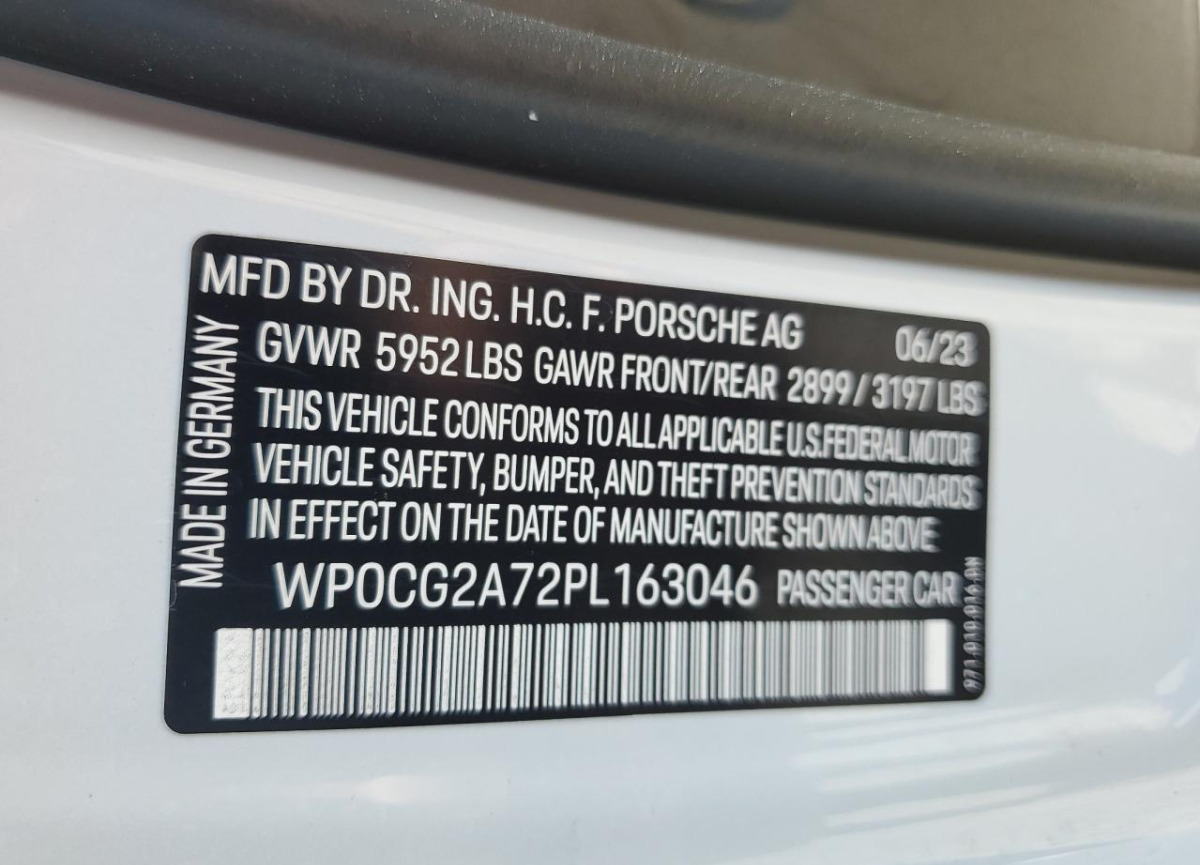 MFD BY DR. ING. H.C. F. PORSCHE AG 06/23
GVWR 5952 LBS GAWR FRONT/REAR 2899/3197 LBS
THIS VEHICLE CONFORMS TO ALL APPLICABLE U.S. FEDERAL MOTOR
VEHICLE SAFETY, BUMPER, AND THEFT PREVENTION STANDARDS
IN EFFECT ON THE DATE OF MANUFACTURE SHOWN ABOVE
WP0CG2A72PL163046 PASSENGER CAR
MADE IN GERMANY